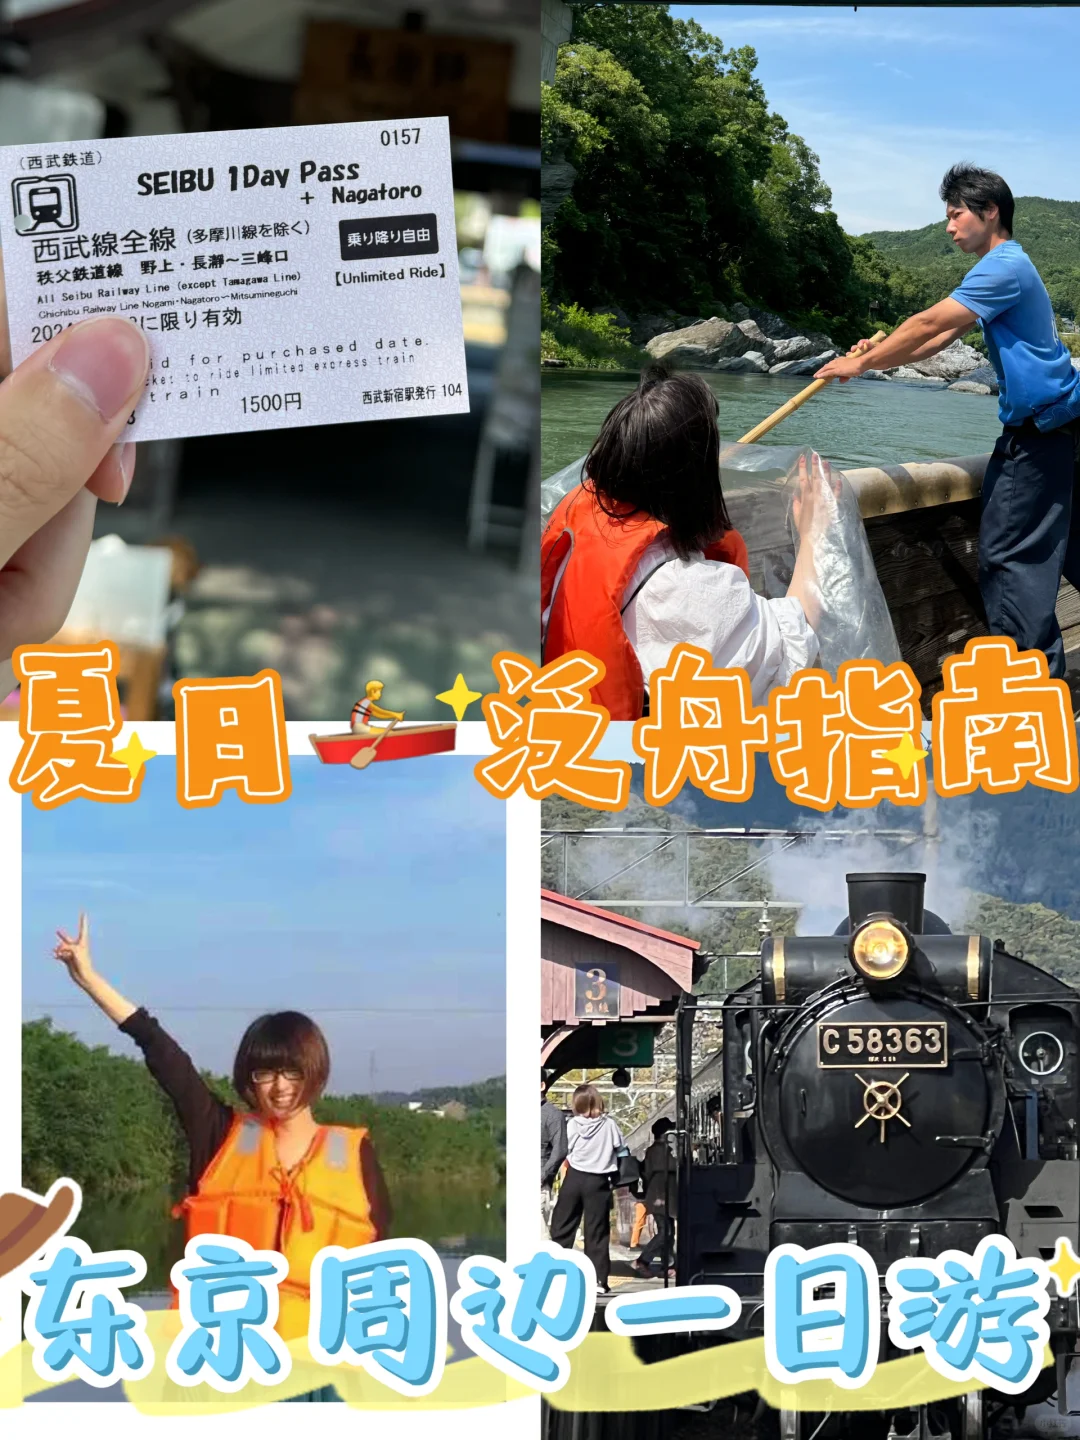 0157
(西武鉄道)
SEIBU 1Day Pass
+ Nagatoro
西武線全線(多摩川線を除く)
乗り降り自由
秩父鉄道線 野上・長瀞〜三峰口
【Unlimited Ride】
All Seibu Railway Line (except Tamagawa Line)
Chichibu Railway Line Nogami・Nagatoro〜Mitsumineguchi
に限り有効
for purchased date.
to ride limited express train
train
1500円
西武新宿駅発行 104
夏日 泛舟指南
3
3
C58363
东京周边一日游